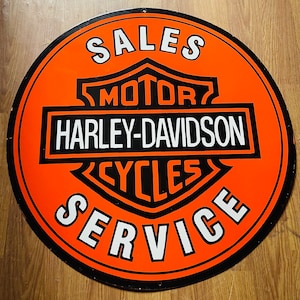 SALES
MOTOR
HARLEY-DAVIDSON
CYCLES
SERVICE